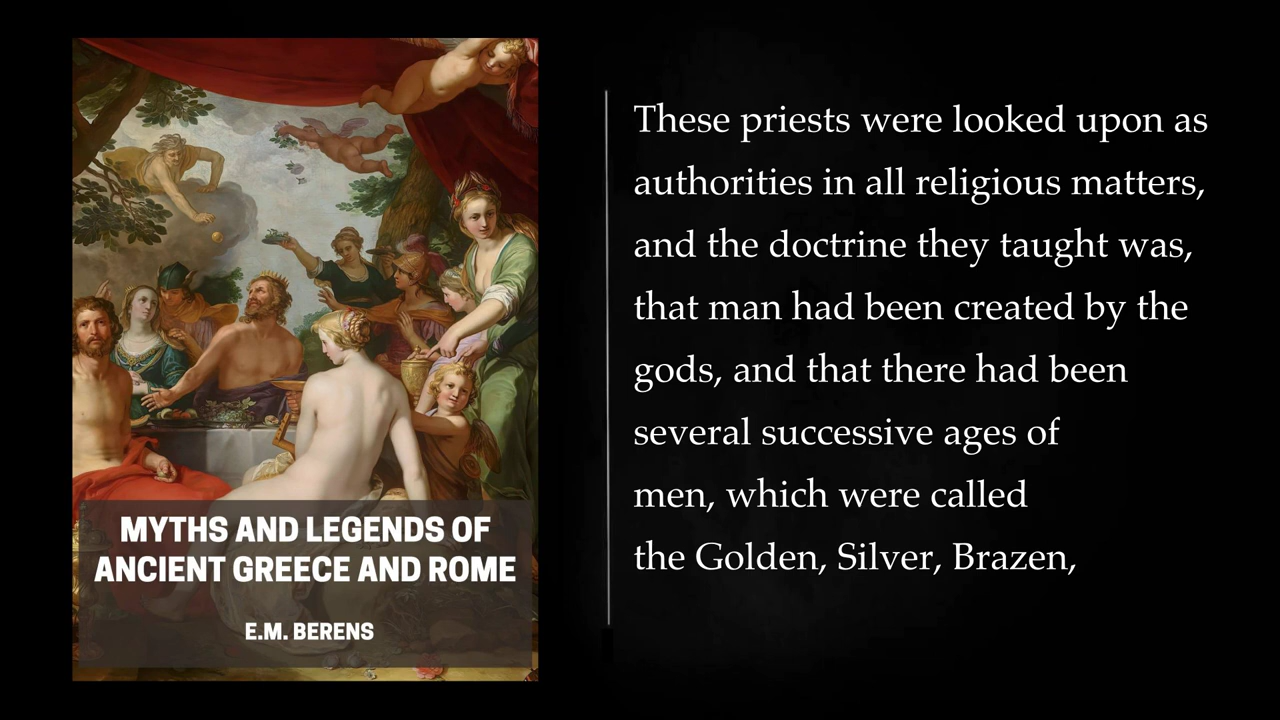 MYTHS AND LEGENDS OF
ANCIENT GREECE AND ROME
E.M. BERENS
These priests were looked upon as
authorities in all religious matters,
and the doctrine they taught was,
that man had been created by the
gods, and that there had been
several successive ages of
men, which were called
the Golden, Silver, Brazen,